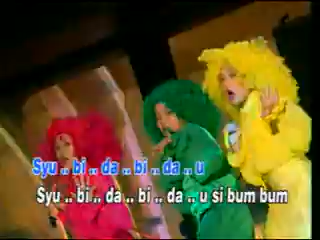 Syu .. bi .. da .. bi .. da .. u
Syu .. bi .. da .. bi .. da .. u si bum bum